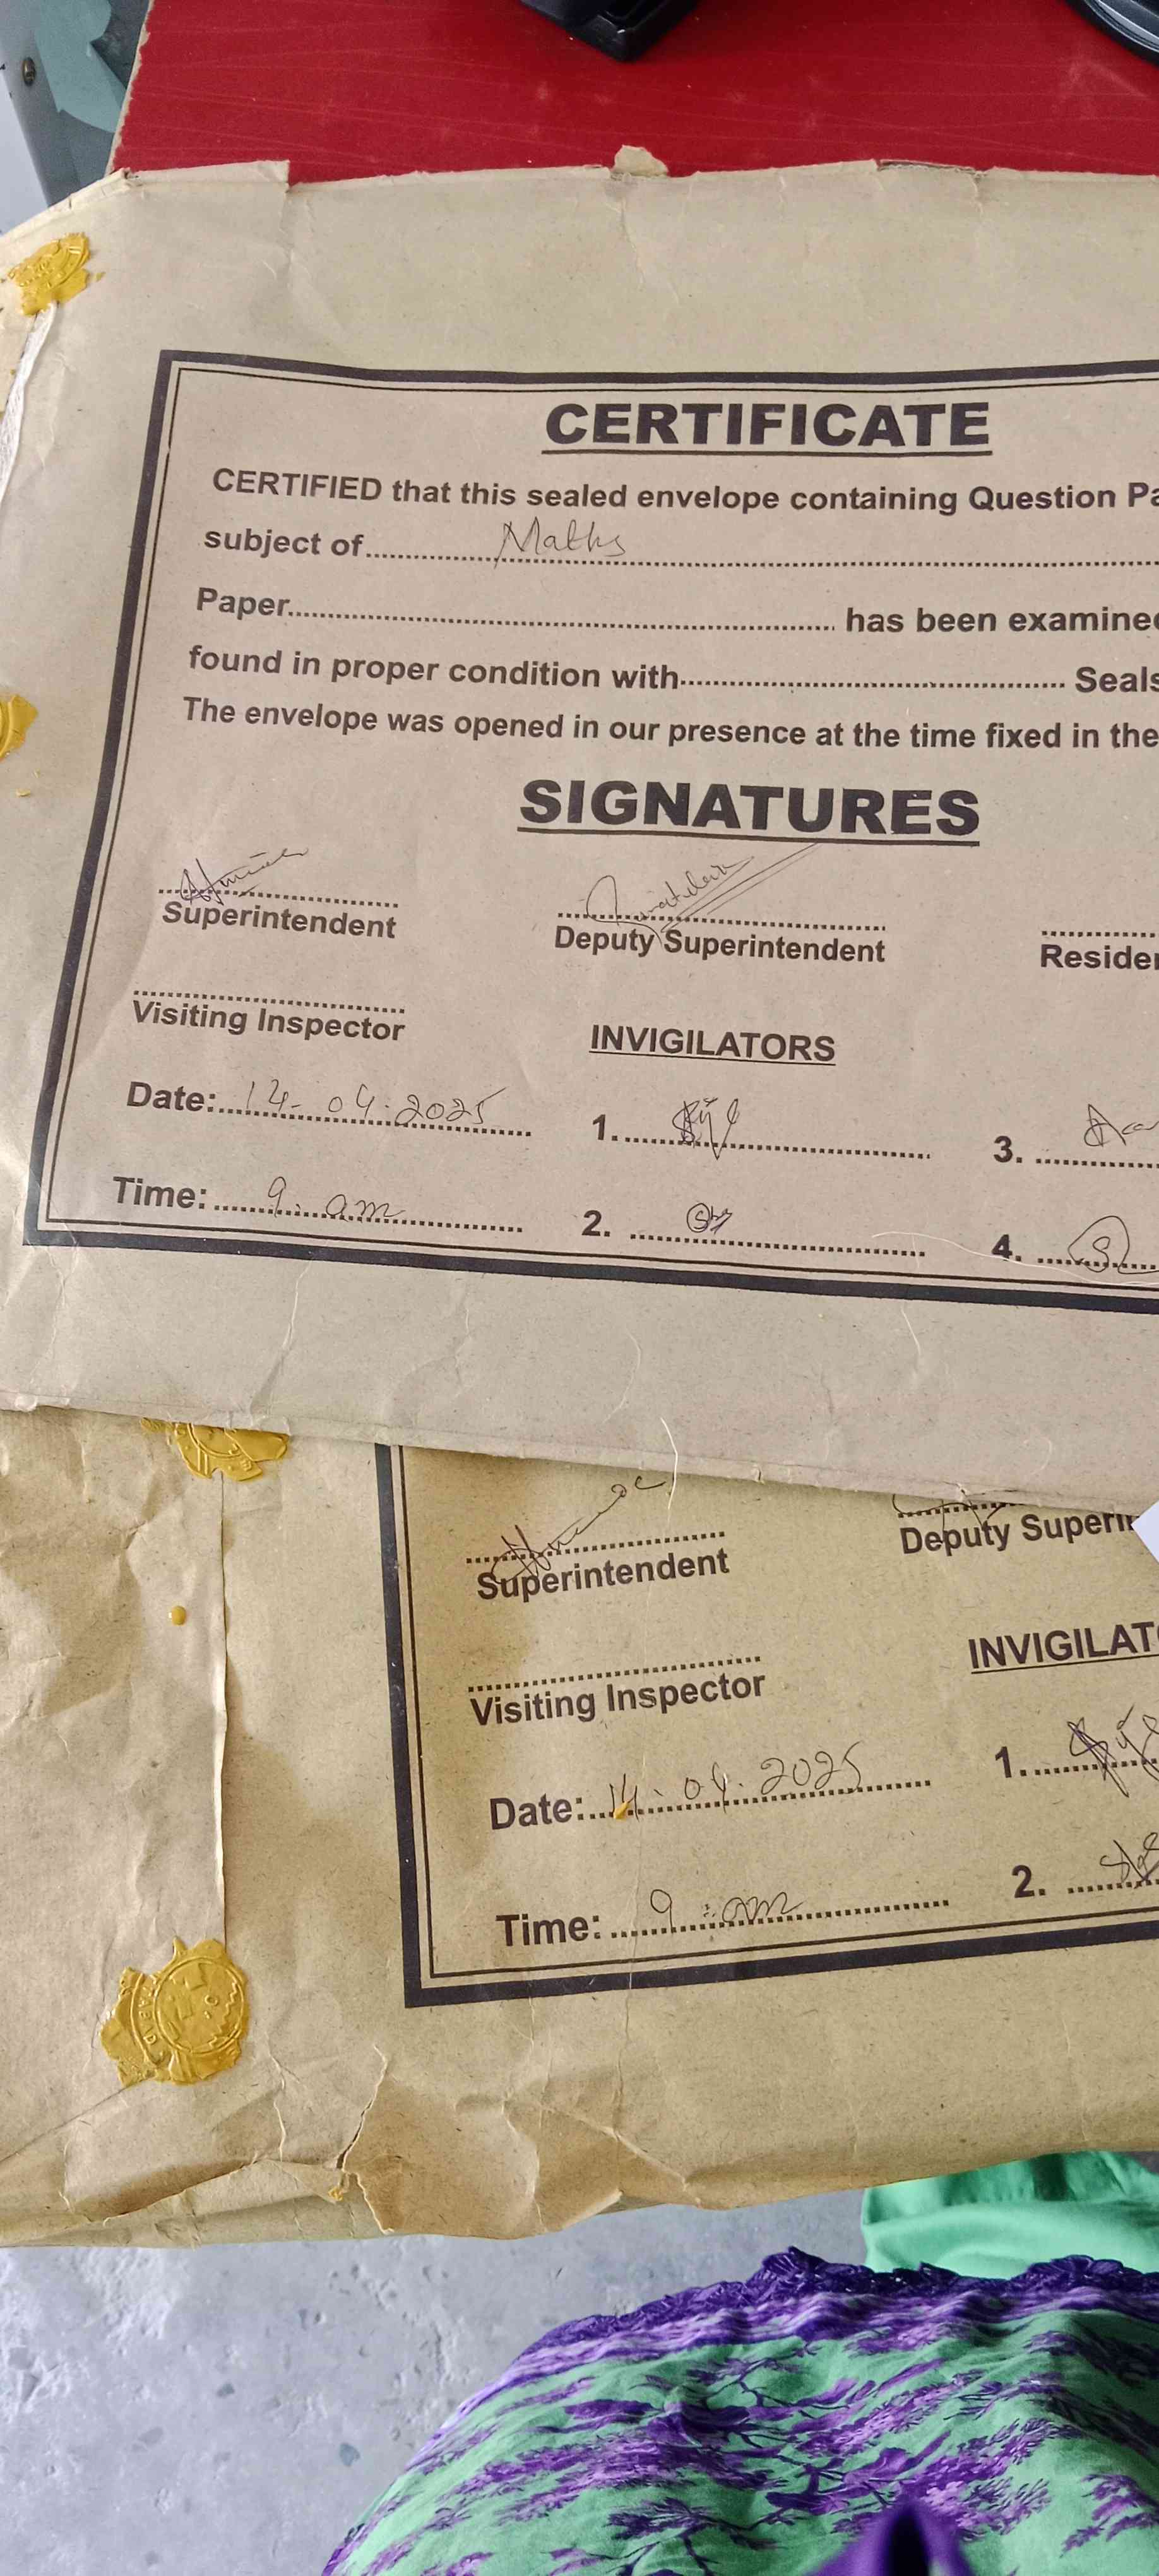 CERTIFICATE
CERTIFIED that this sealed envelope containing Question Pa
subject of Maths
Paper has been examine
found in proper condition with Seals
The envelope was opened in our presence at the time fixed in the
SIGNATURES
Superintendent Deputy Superintendent Reside
Visiting Inspector INVIGILATORS
Date: 14-04-2025 1. 3.
Time: 9. am 2. 4.
Superintendent Deputy Superin
Visiting Inspector INVIGILAT
Date: 14.04.2025 1.
Time: 9 am 2.